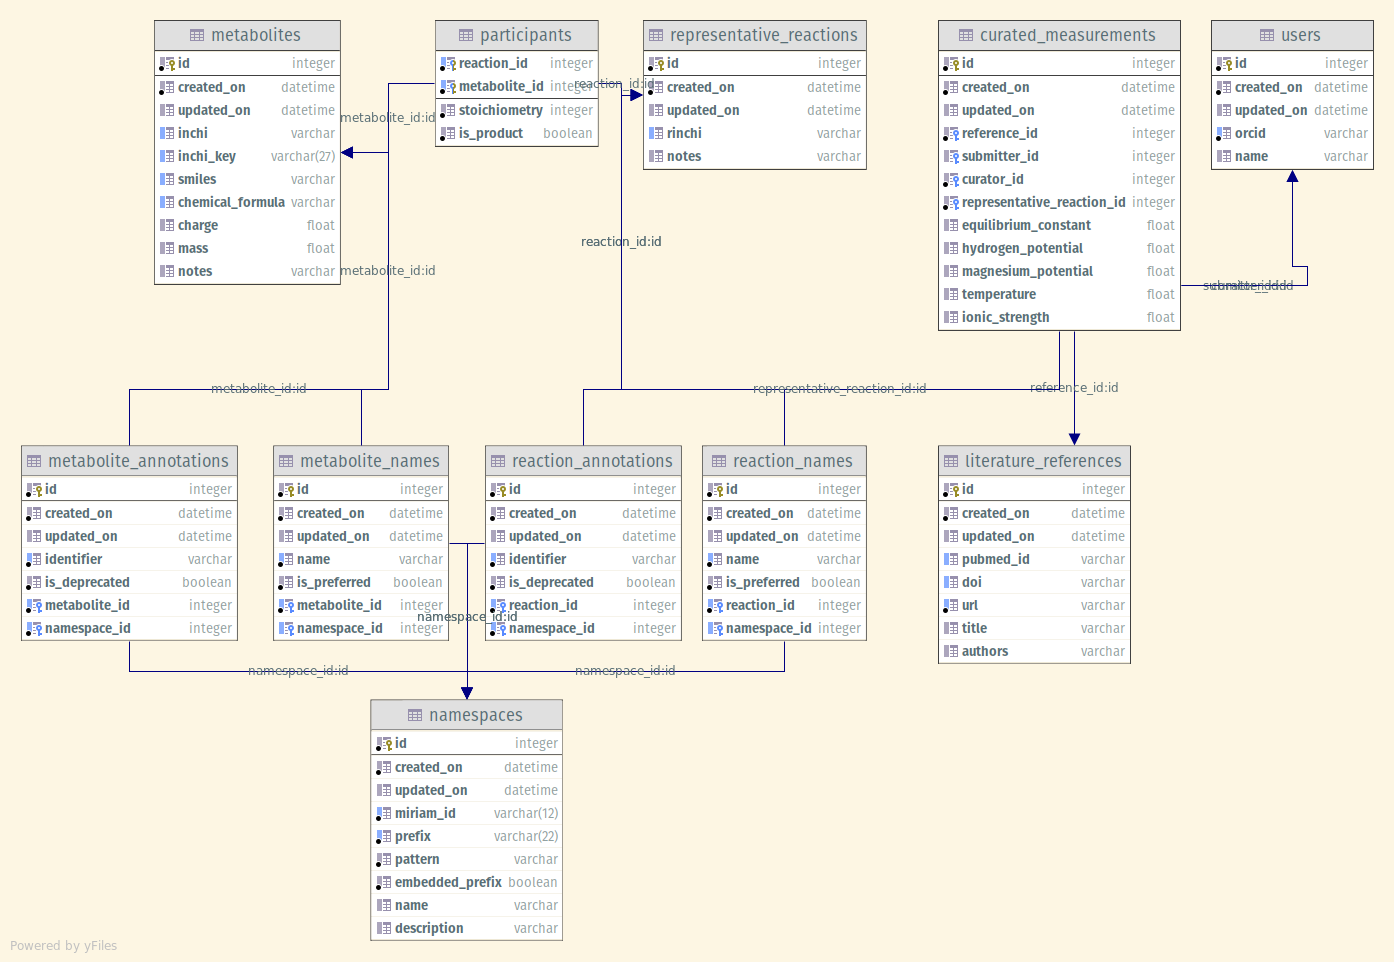 metabolites
id integer
created_on datetime
updated_on datetime
inchi varchar
inchi_key varchar(27)
smiles varchar
chemical_formula varchar
charge float
mass float
notes varchar
participants
reaction_id integer
metabolite_id integer
stoichiometry integer
is_product boolean
representative_reactions
id integer
created_on datetime
updated_on datetime
rinchi varchar
notes varchar
curated_measurements
id integer
created_on datetime
updated_on datetime
reference_id integer
submitter_id integer
curator_id integer
representative_reaction_id integer
equilibrium_constant float
hydrogen_potential float
magnesium_potential float
temperature float
ionic_strength float
users
id integer
created_on datetime
updated_on datetime
orcid varchar
name varchar
reaction_id:id
metabolite_id:id
reaction_id:id
metabolite_id:id
metabolite_id:id
representative_reaction_id:id
reference_id:id
metabolite_annotations
id integer
created_on datetime
updated_on datetime
identifier varchar
is_deprecated boolean
metabolite_id integer
namespace_id integer
metabolite_names
id integer
created_on datetime
updated_on datetime
name varchar
is_preferred boolean
metabolite_id integer
namespace_id integer
reaction_annotations
id integer
created_on datetime
updated_on datetime
identifier varchar
is_deprecated boolean
reaction_id integer
namespace_id integer
reaction_names
id integer
created_on datetime
updated_on datetime
name varchar
is_preferred boolean
reaction_id integer
namespace_id integer
literature_references
id integer
created_on datetime
updated_on datetime
pubmed_id varchar
doi varchar
url varchar
title varchar
authors varchar
namespace_id:id
namespace_id:id
namespace_id:id
namespaces
id integer
created_on datetime
updated_on datetime
miriam_id varchar(12)
prefix varchar(22)
pattern varchar
embedded_prefix boolean
name varchar
description varchar
Powered by yFiles